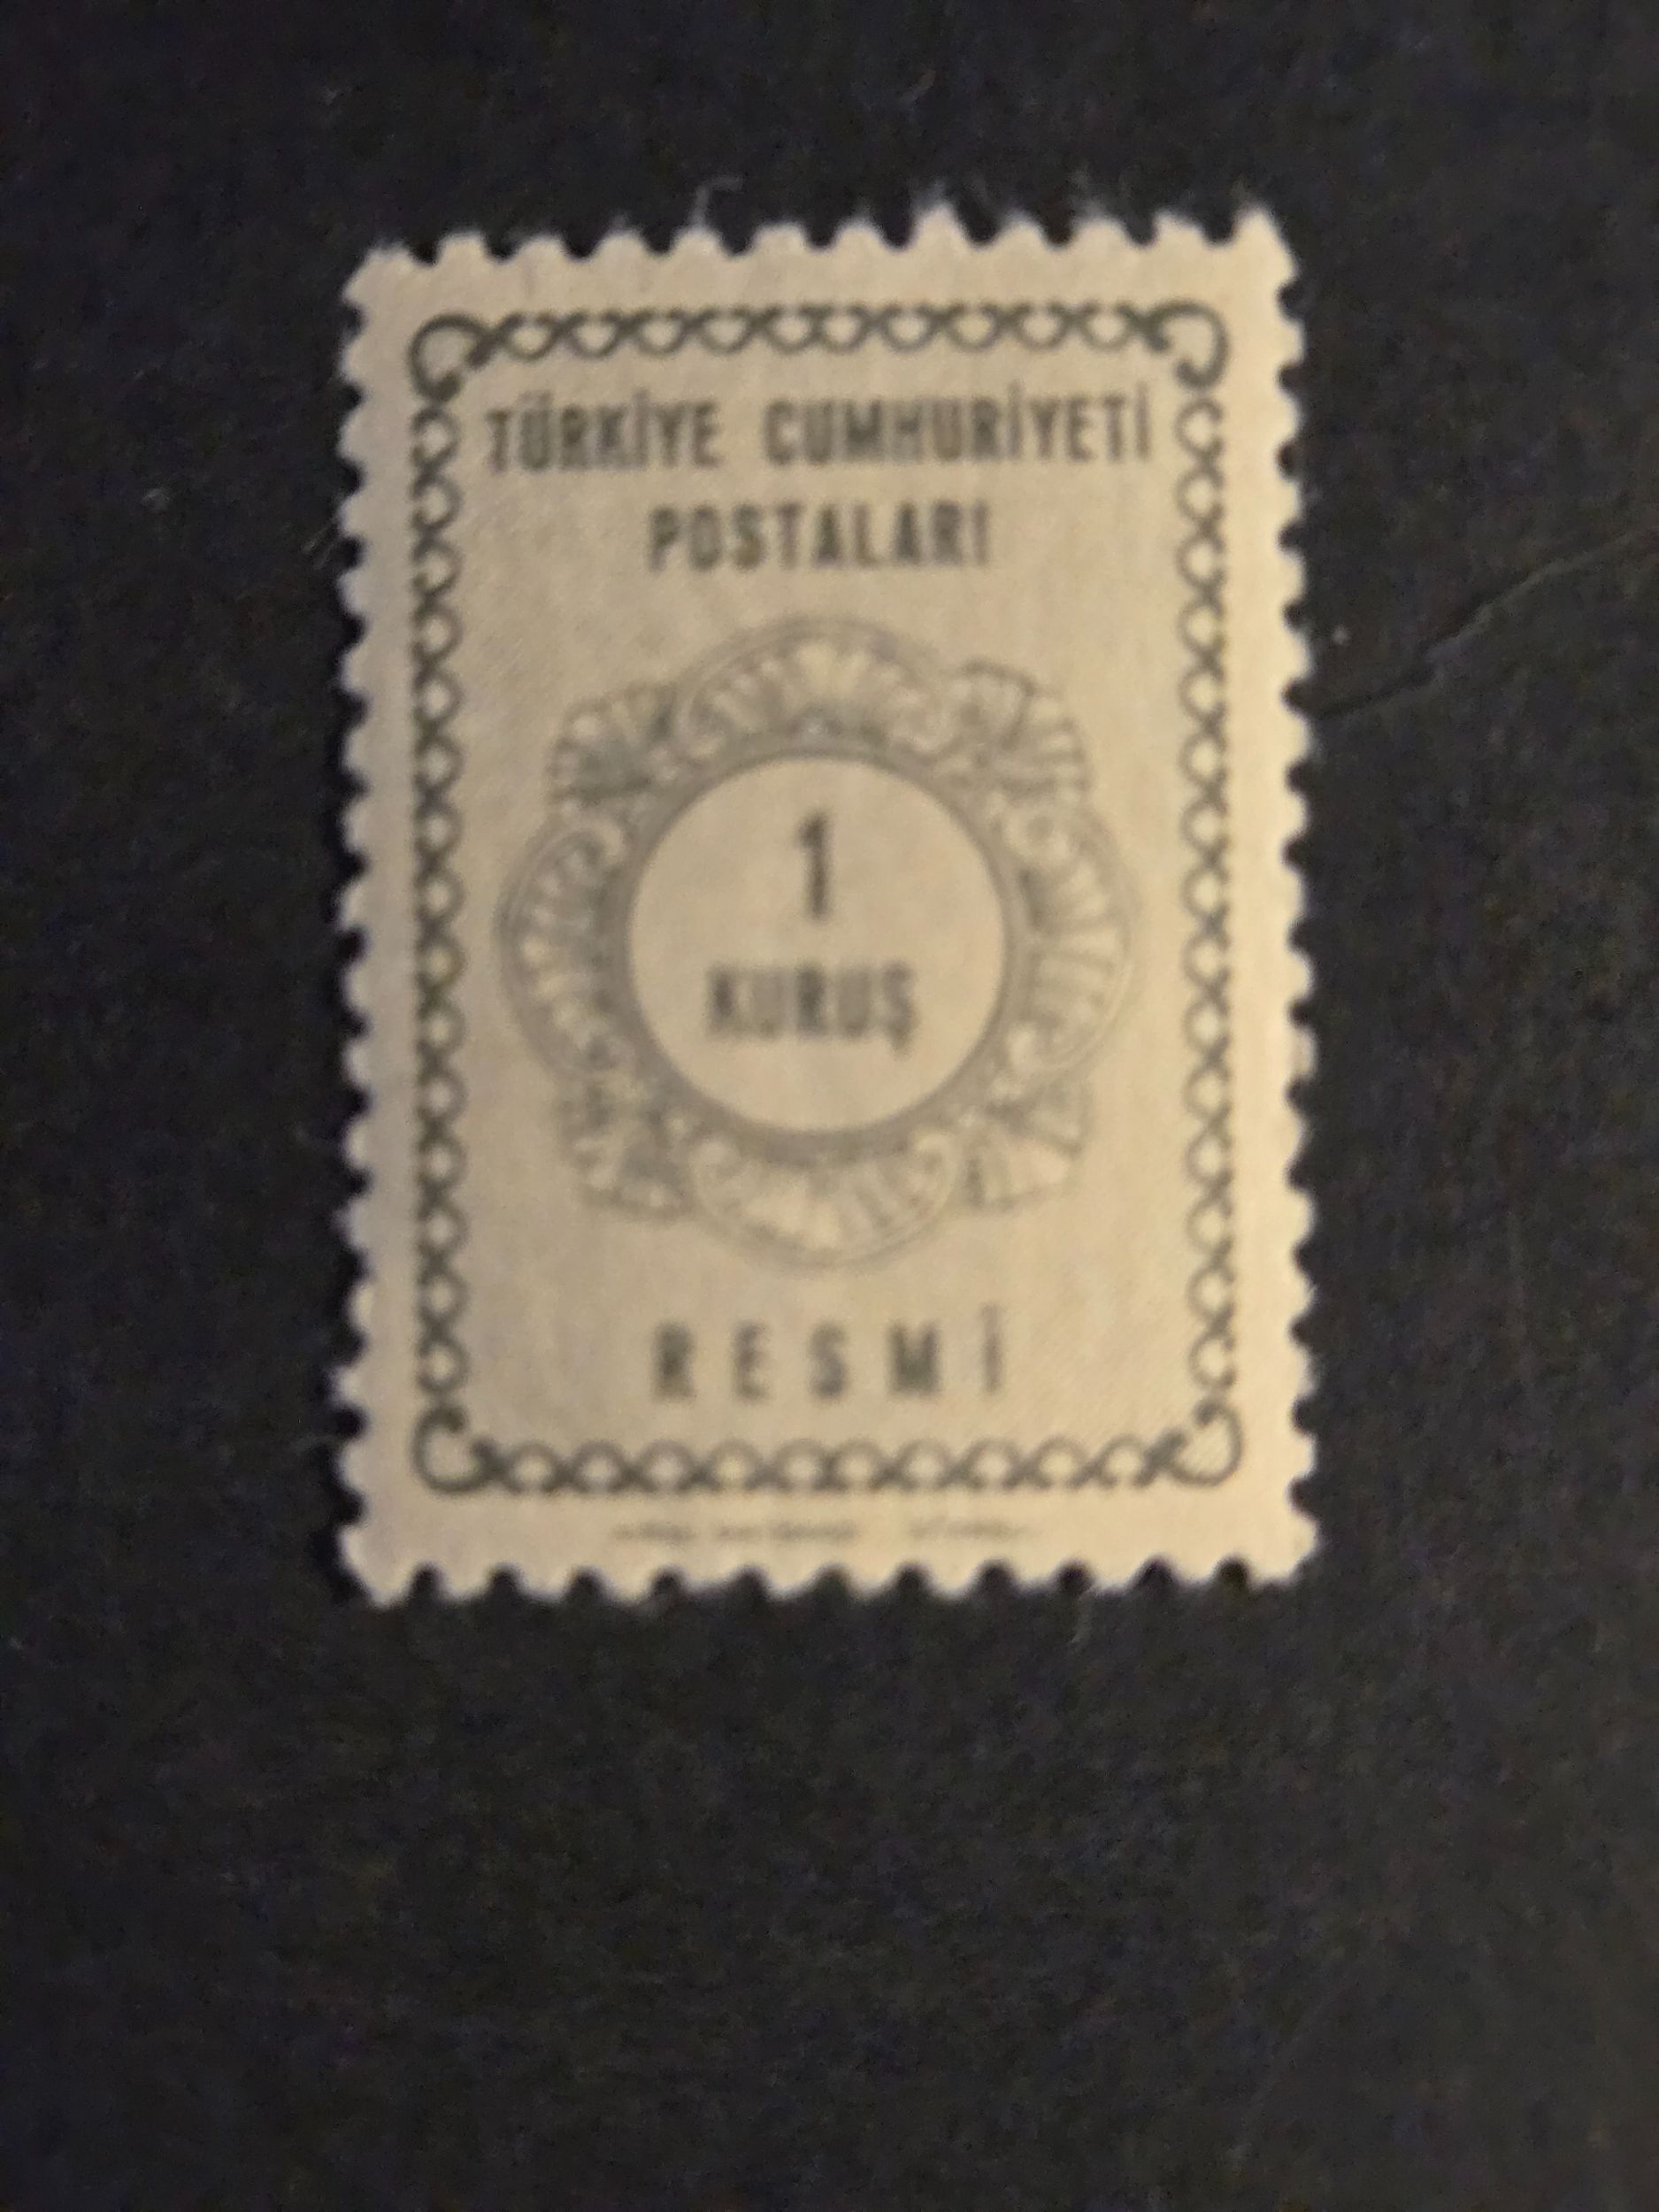 TÜRKİYE CUMHURİYETİ
POSTALARI
1
KURUŞ
RESMİ